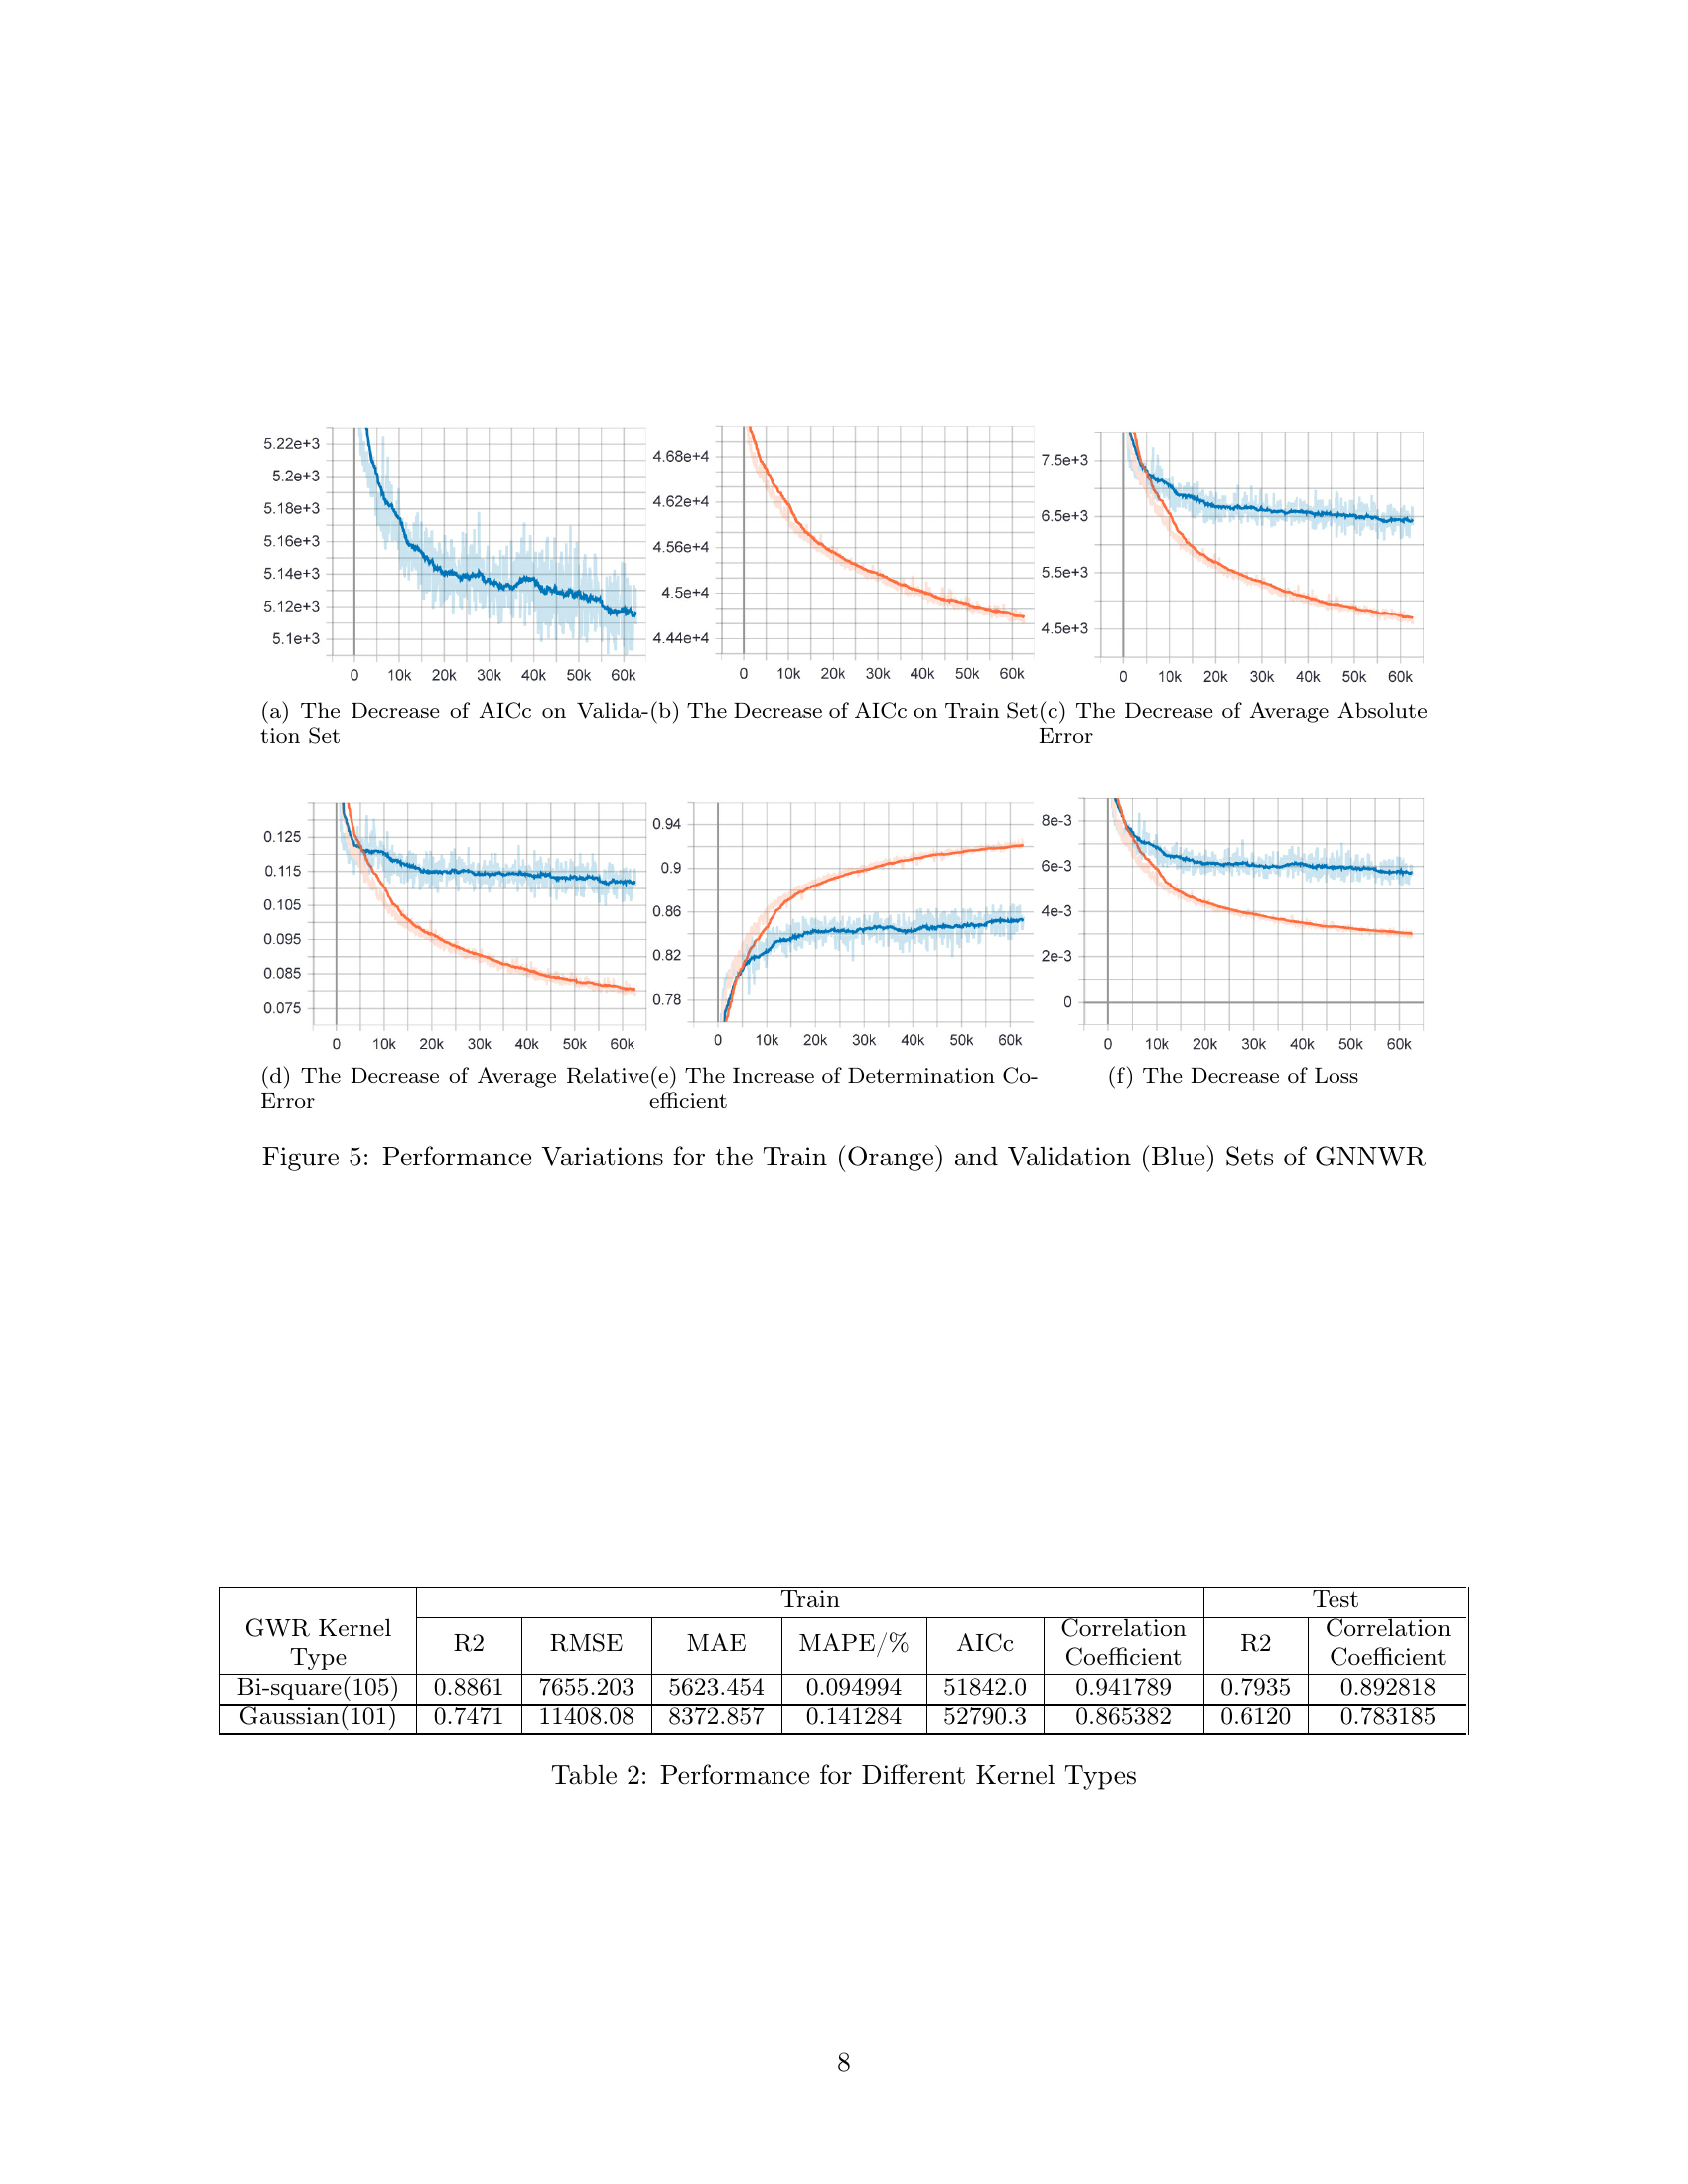 5.22e+3
5.2e+3
5.18e+3
5.16e+3
5.14e+3
5.12e+3
5.1e+3
0 10k 20k 30k 40k 50k 60k
4.68e+4
4.62e+4
4.56e+4
4.5e+4
4.44e+4
0 10k 20k 30k 40k 50k 60k
7.5e+3
6.5e+3
5.5e+3
4.5e+3
0 10k 20k 30k 40k 50k 60k
(a) The Decrease of AICc on Valida-
tion Set
(b) The Decrease of AICc on Train Set
(c) The Decrease of Average Absolute
Error
0.125
0.115
0.105
0.095
0.085
0.075
0 10k 20k 30k 40k 50k 60k
0.94
0.9
0.86
0.82
0.78
0 10k 20k 30k 40k 50k 60k
8e-3
6e-3
4e-3
2e-3
0
0 10k 20k 30k 40k 50k 60k
(d) The Decrease of Average Relative
Error
(e) The Increase of Determination Co-
efficient
(f) The Decrease of Loss
Figure 5: Performance Variations for the Train (Orange) and Validation (Blue) Sets of GNNWR
Train Test
GWR Kernel
Type
R2 RMSE MAE MAPE/% AICc
Correlation
Coefficient
R2
Correlation
Coefficient
Bi-square(105) 0.8861 7655.203 5623.454 0.094994 51842.0 0.941789 0.7935 0.892818
Gaussian(101) 0.7471 11408.08 8372.857 0.141284 52790.3 0.865382 0.6120 0.783185
Table 2: Performance for Different Kernel Types
8